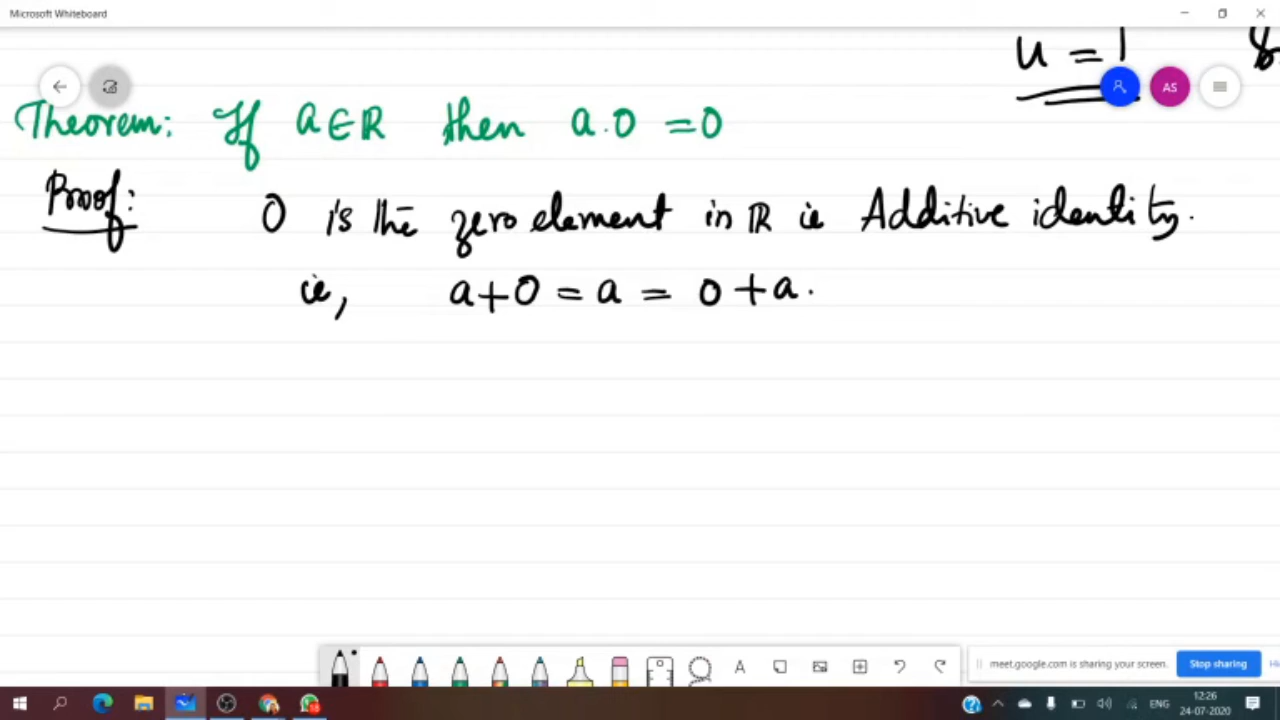 Microsoft Whiteboard
u = 1
AS
Theorem: If a ∈ ℝ then a.0 = 0
Proof: 0 is the zero element in ℝ ie Additive identity.
ie, a+0 = a = 0+a.
A
meet.google.com is sharing your screen.
Stop sharing
ENG
12:26
24-07-2020